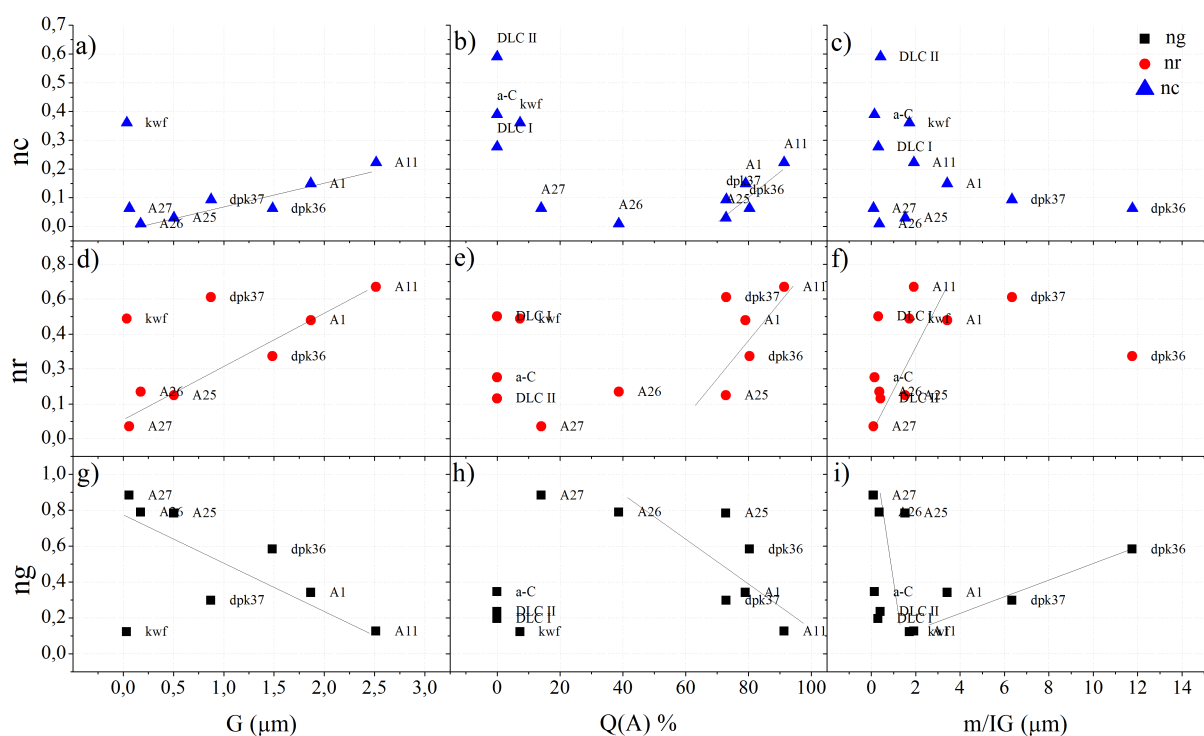 0,7
0,6
0,5
0,4
0,3
0,2
0,1
0,0
nc
a)
kwf
A27
A26
A25
dpk37
A1
dpk36
A11
b)
DLC II
a-C
kwf
DLC I
A27
A26
A11
A1
dpk37
dpk36
A25
c)
DLC II
a-C
kwf
DLC I
A11
A1
dpk37
A27
A25
A26
dpk36
ng
nr
nc
0,8
0,6
0,4
0,3
0,1
0,0
nr
d)
kwf
dpk37
A11
A1
dpk36
A26
A25
A27
e)
A11
dpk37
DLC I
kwf
A1
dpk36
a-C
A26
A25
DLC II
A27
f)
A11
dpk37
DLC I
kwf
A1
dpk36
a-C
A26
A25
DLC II
A27
1,0
0,8
0,6
0,4
0,2
0,0
ng
g)
A27
A26
A25
dpk36
A1
dpk37
kwf
A11
h)
A27
A26
A25
dpk36
a-C
A1
DLC II
dpk37
DLC I
kwf
A11
i)
A27
A26
A25
dpk36
a-C
A1
DLC II
dpk37
DLC I
kwf
A11
0,0 0,5 1,0 1,5 2,0 2,5 3,0
0 20 40 60 80 100
0 2 4 6 8 10 12 14
G (μm)
Q(A) %
m/IG (μm)